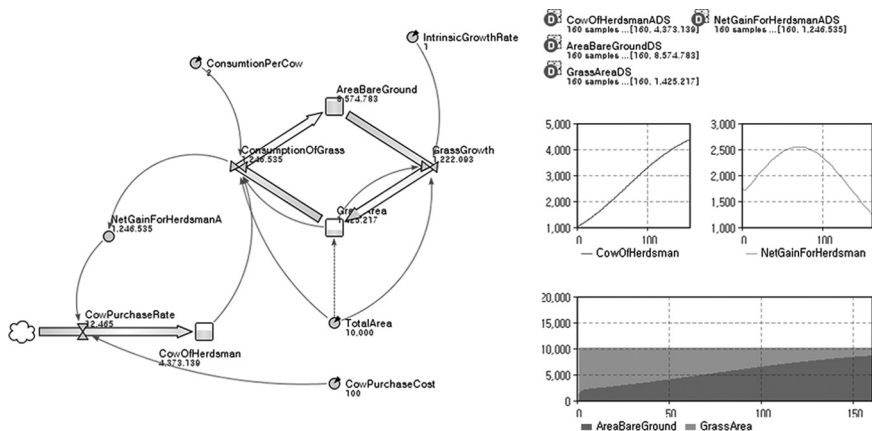 IntrinsicGrowthRate
1
ConsumtionPerCow
2
AreaBareGround
8,574.783
ConsumptionOfGrass
1,246.535
GrassGrowth
1,222.093
GrassArea
1,425.217
NetGainForHerdsmanA
1,246.535
CowPurchaseRate
12.465
CowOfHerdsman
4,373.139
TotalArea
10,000
CowPurchaseCost
100
CowOfHerdsmanADS
160 samples ...[160, 4,373.139]
NetGainForHerdsmanADS
160 samples ...[160, 1,246.535]
AreaBareGroundDS
160 samples ...[160, 8,574.783]
GrassAreaDS
160 samples ...[160, 1,425.217]
5,000
4,000
3,000
2,000
1,000
0 100
CowOfHerdsman
3,000
2,500
2,000
1,500
1,000
0 100
NetGainForHerdsman
20,000
15,000
10,000
5,000
0
0 50 100 150
AreaBareGround GrassArea